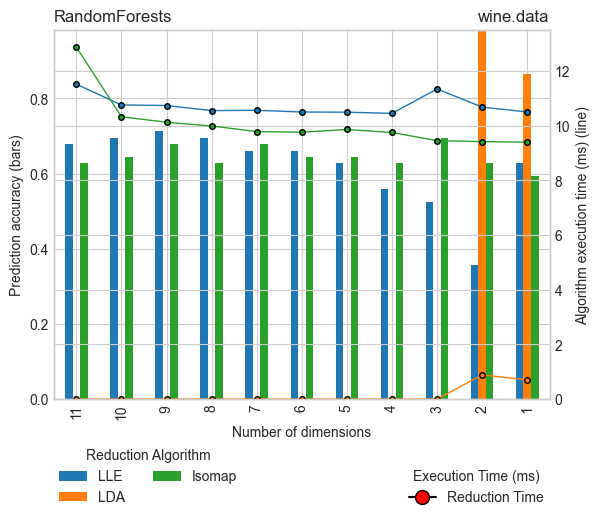 RandomForests
wine.data
Prediction accuracy (bars)
0.8
0.6
0.4
0.2
0.0
12
10
8
6
4
2
0
Algorithm execution time (ms) (line)
11 10 9 8 7 6 5 4 3 2 1
Number of dimensions
Reduction Algorithm
LLE
LDA
Isomap
Execution Time (ms)
Reduction Time